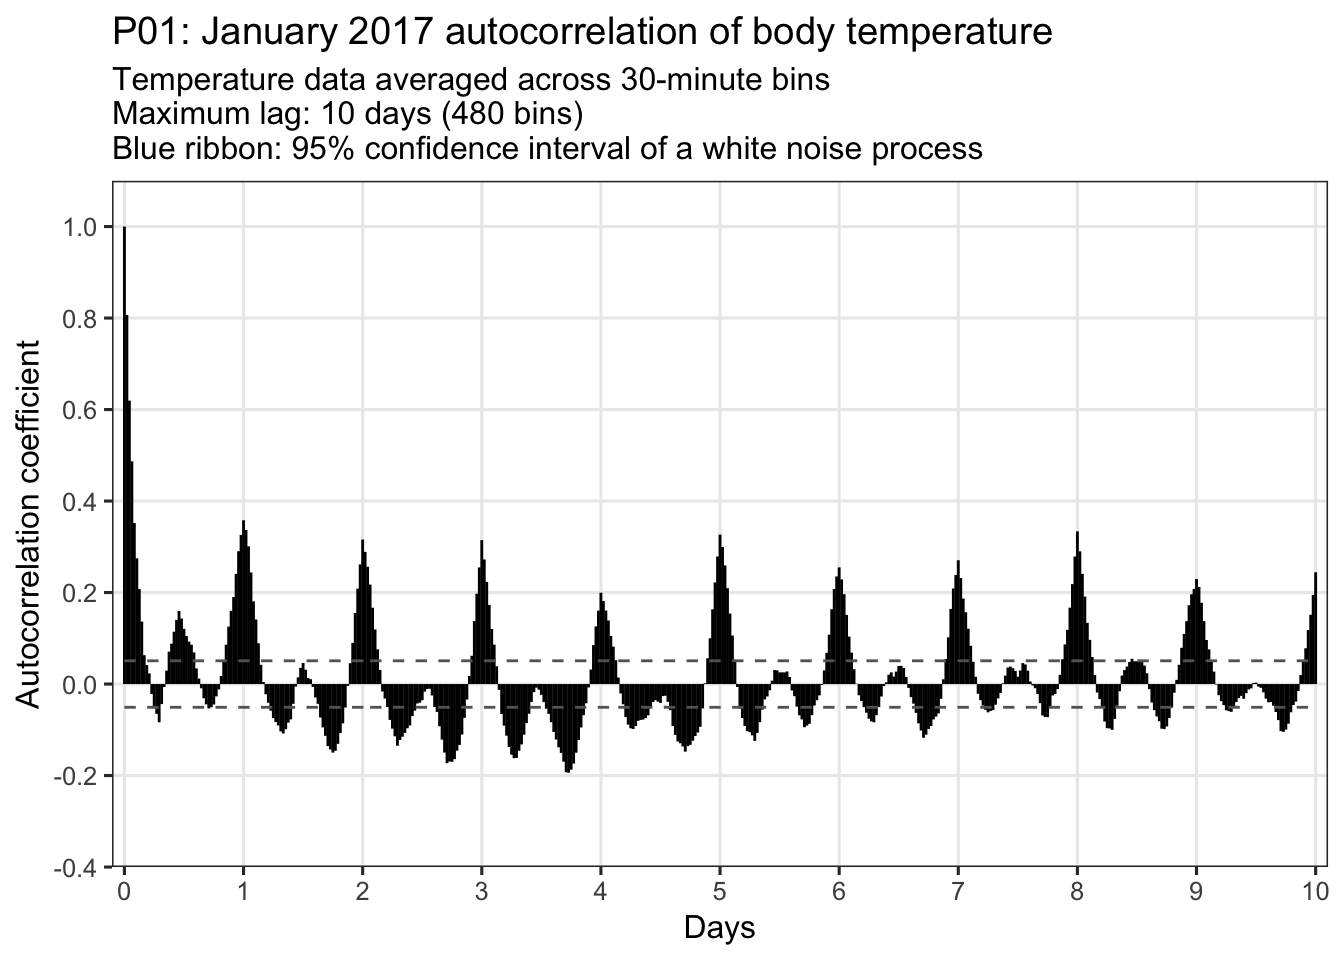 P01: January 2017 autocorrelation of body temperature
Temperature data averaged across 30-minute bins
Maximum lag: 10 days (480 bins)
Blue ribbon: 95% confidence interval of a white noise process
Autocorrelation coefficient
1.0
0.8
0.6
0.4
0.2
0.0
-0.2
-0.4
0 1 2 3 4 5 6 7 8 9 10
Days